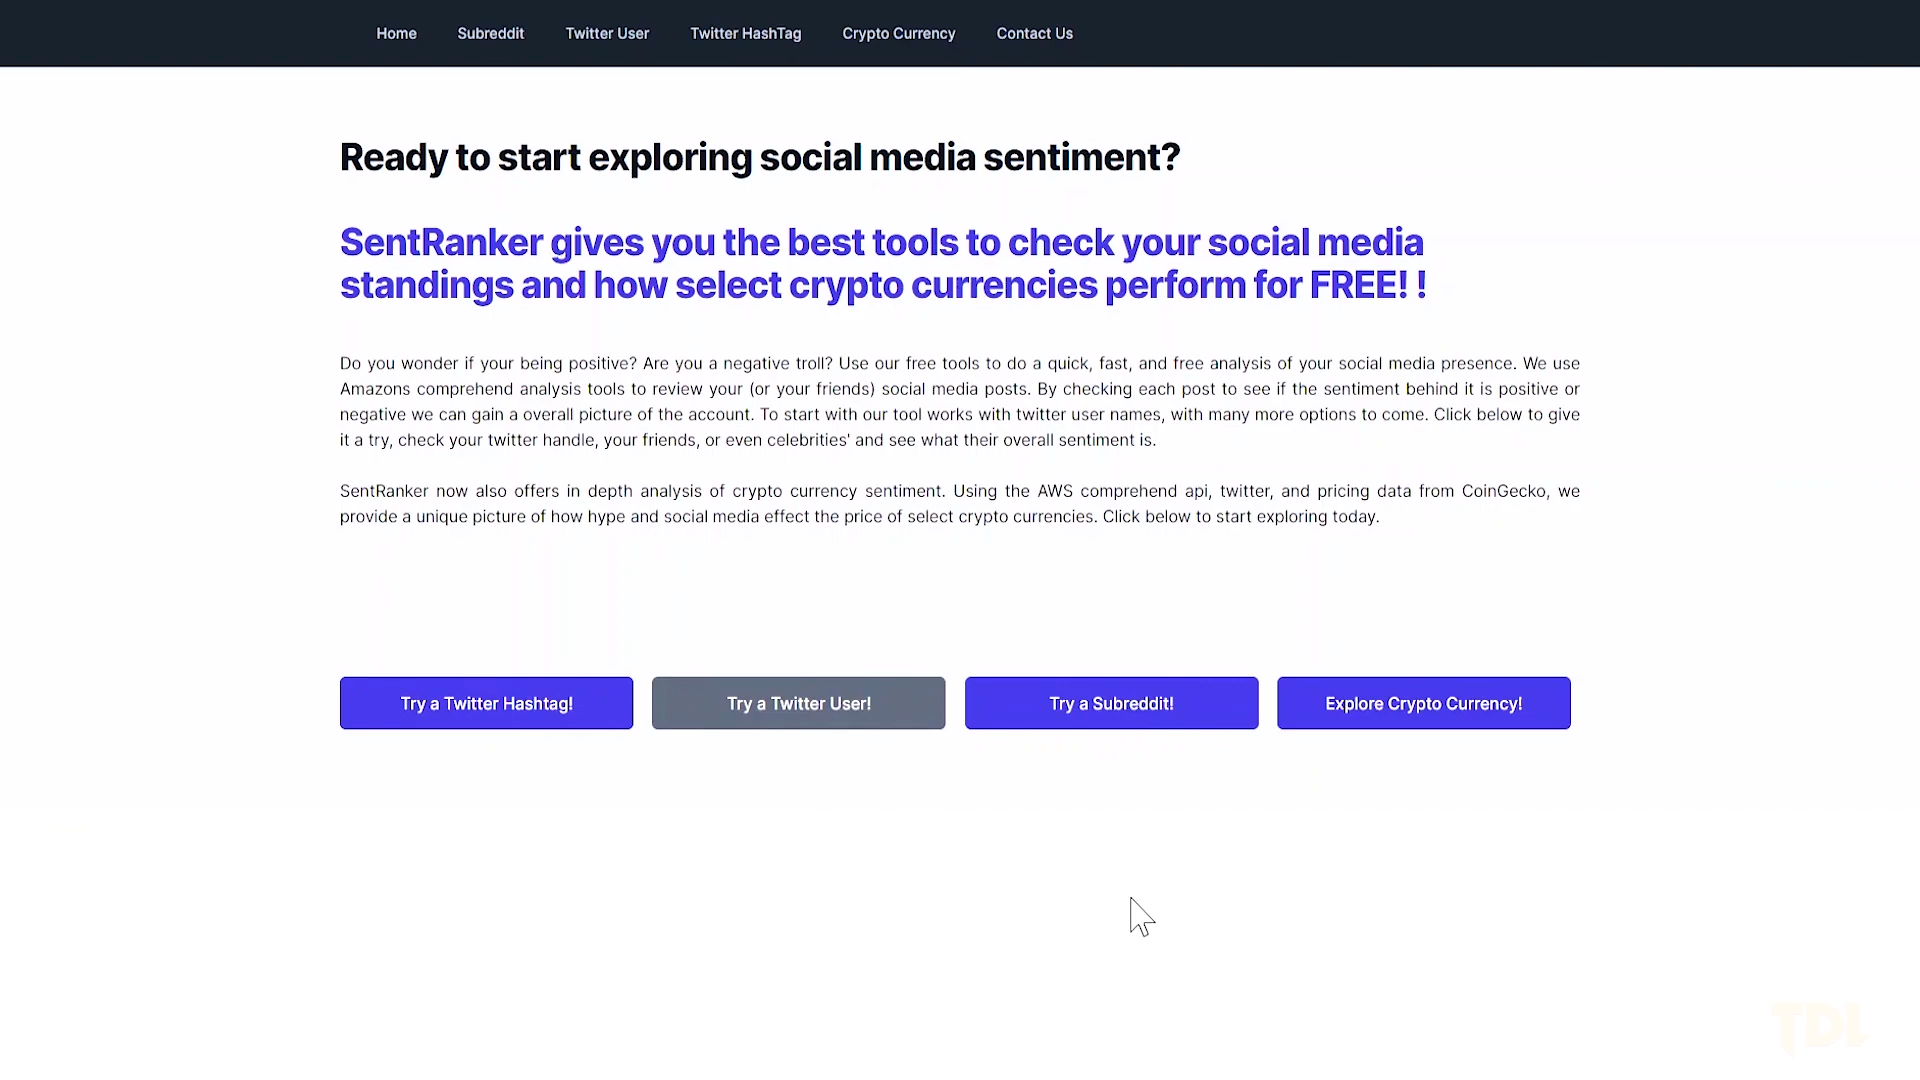 Home Subreddit Twitter User Twitter HashTag Crypto Currency Contact Us
Ready to start exploring social media sentiment?
SentRanker gives you the best tools to check your social media
standings and how select crypto currencies perform for FREE! !
Do you wonder if your being positive? Are you a negative troll? Use our free tools to do a quick, fast, and free analysis of your social media presence. We use
Amazons comprehend analysis tools to review your (or your friends) social media posts. By checking each post to see if the sentiment behind it is positive or
negative we can gain a overall picture of the account. To start with our tool works with twitter user names, with many more options to come. Click below to give
it a try, check your twitter handle, your friends, or even celebrities' and see what their overall sentiment is.
SentRanker now also offers in depth analysis of crypto currency sentiment. Using the AWS comprehend api, twitter, and pricing data from CoinGecko, we
provide a unique picture of how hype and social media effect the price of select crypto currencies. Click below to start exploring today.
Try a Twitter Hashtag! Try a Twitter User! Try a Subreddit! Explore Crypto Currency!
TDL